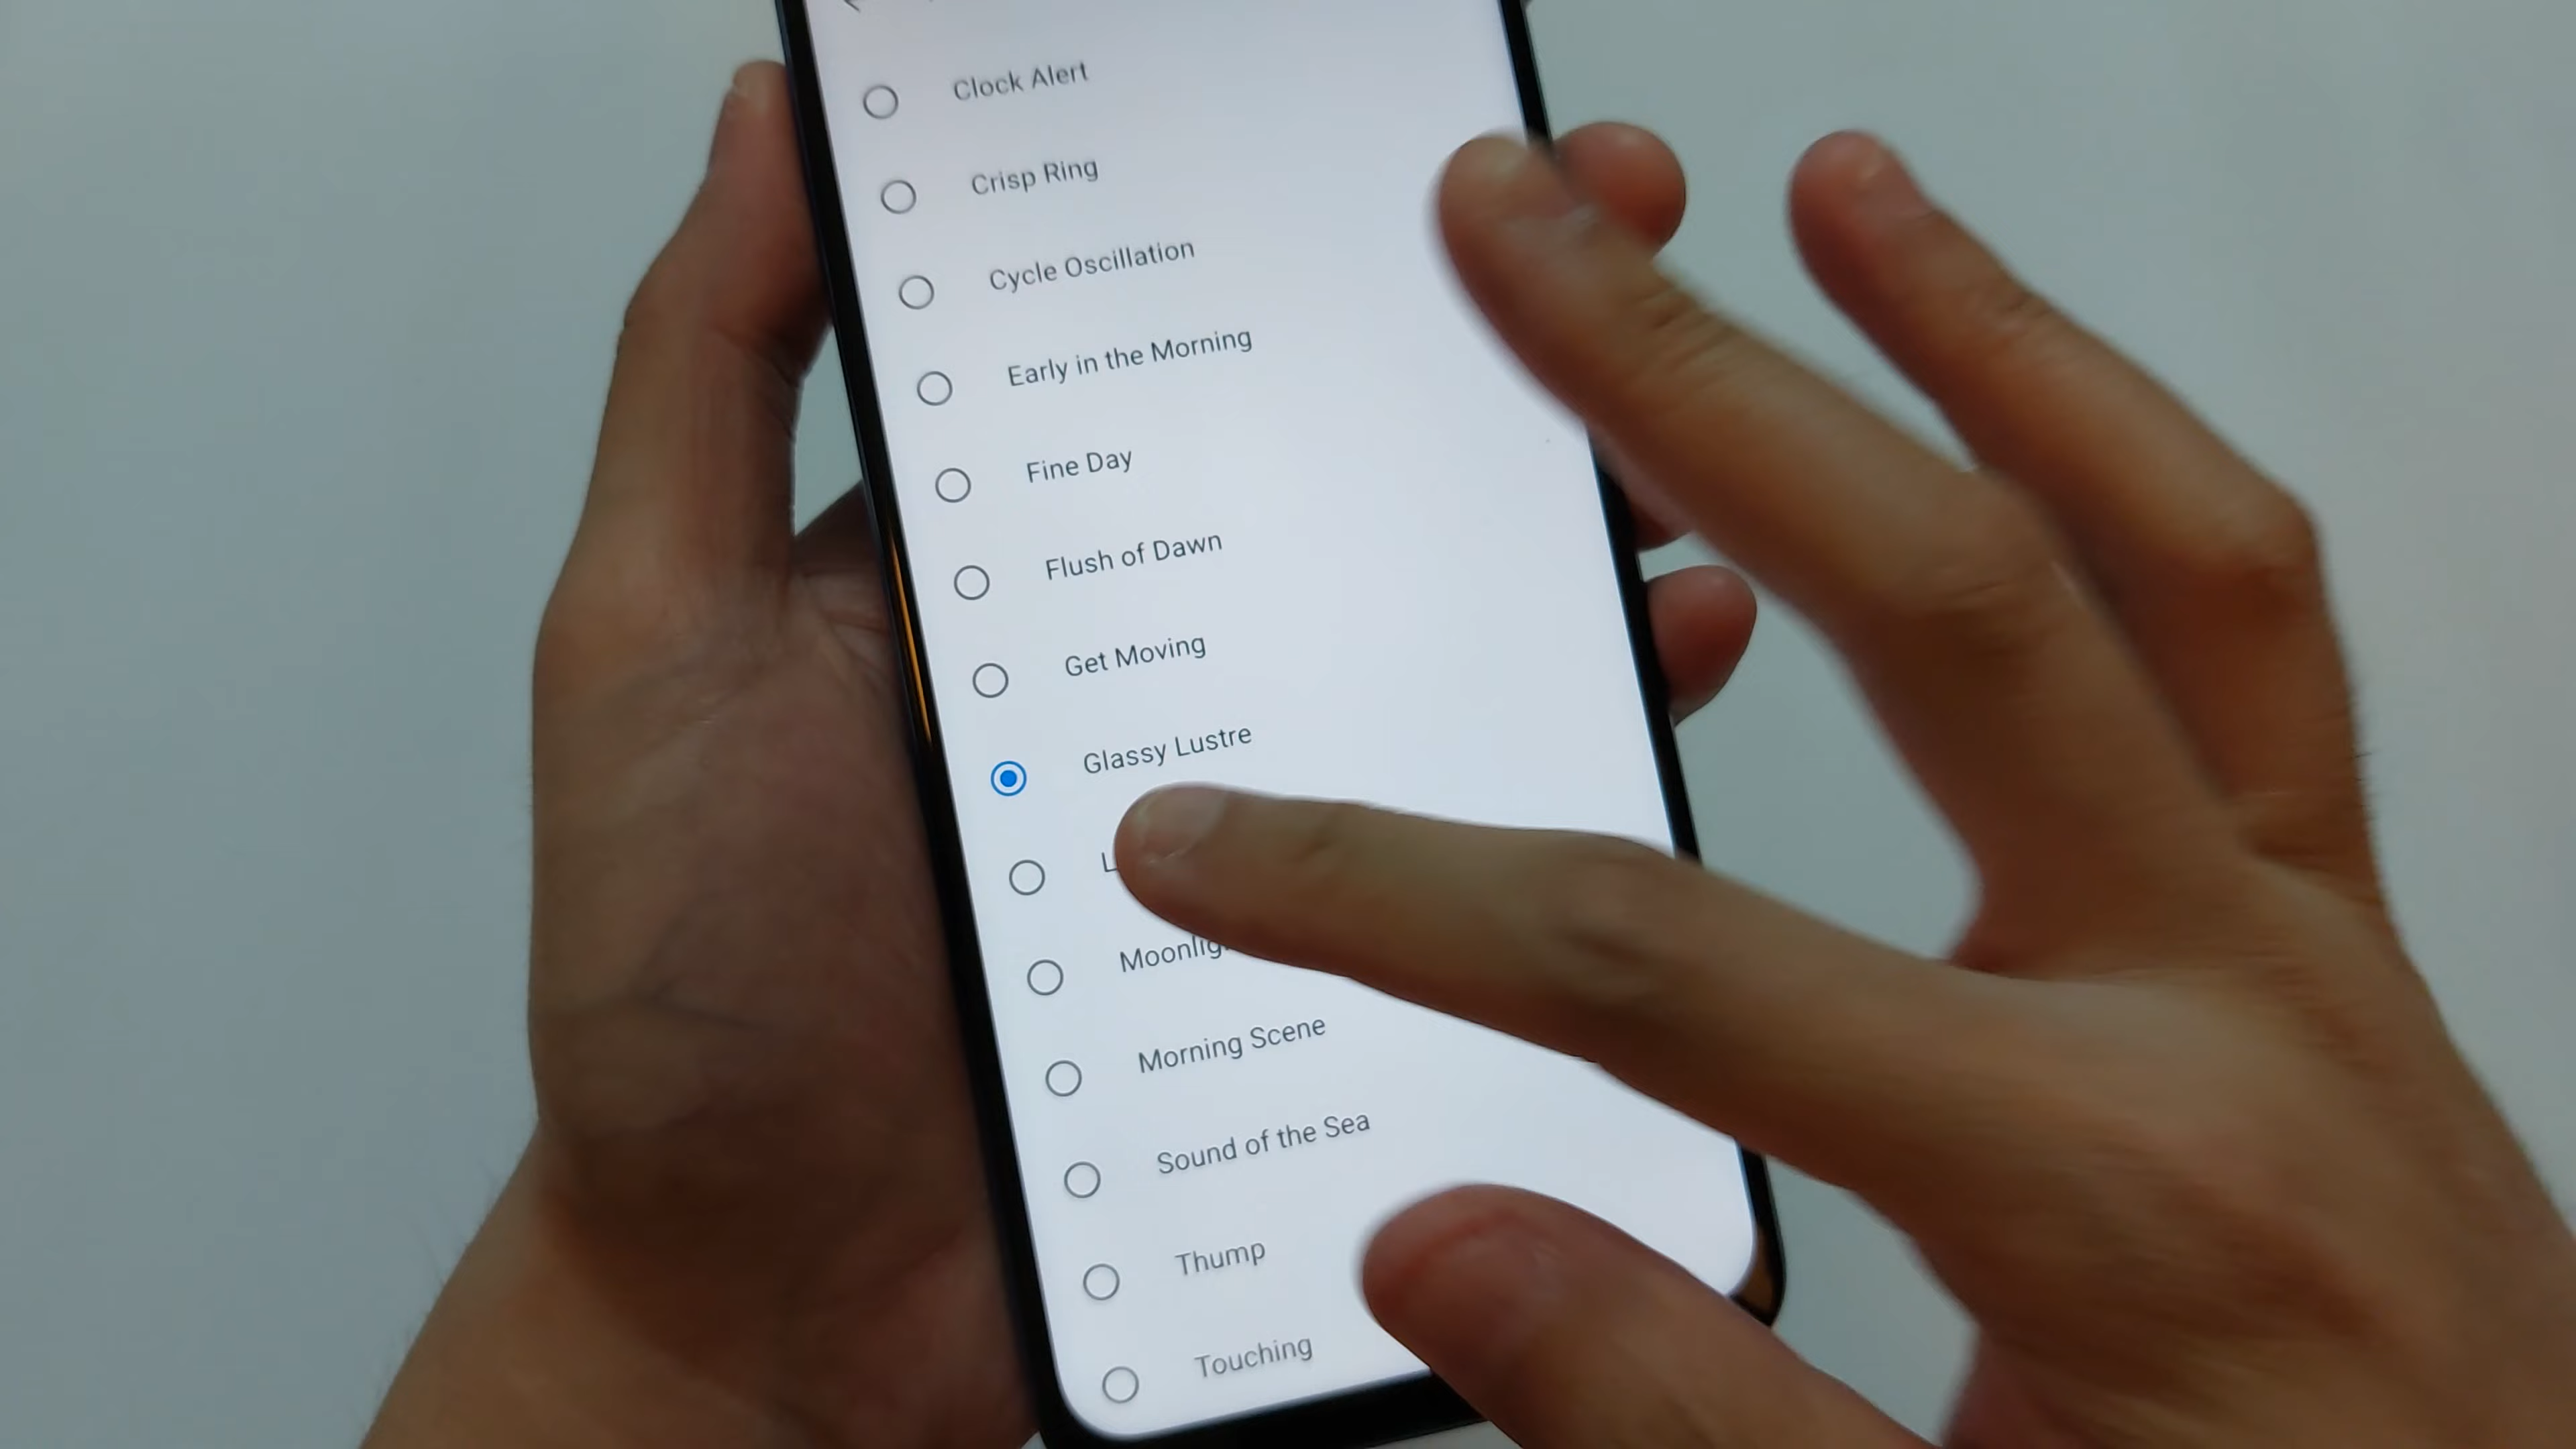 Clock Alert
Crisp Ring
Cycle Oscillation
Early in the Morning
Fine Day
Flush of Dawn
Get Moving
Glassy Lustre
Morning Scene
Sound of the Sea
Thump
Touching